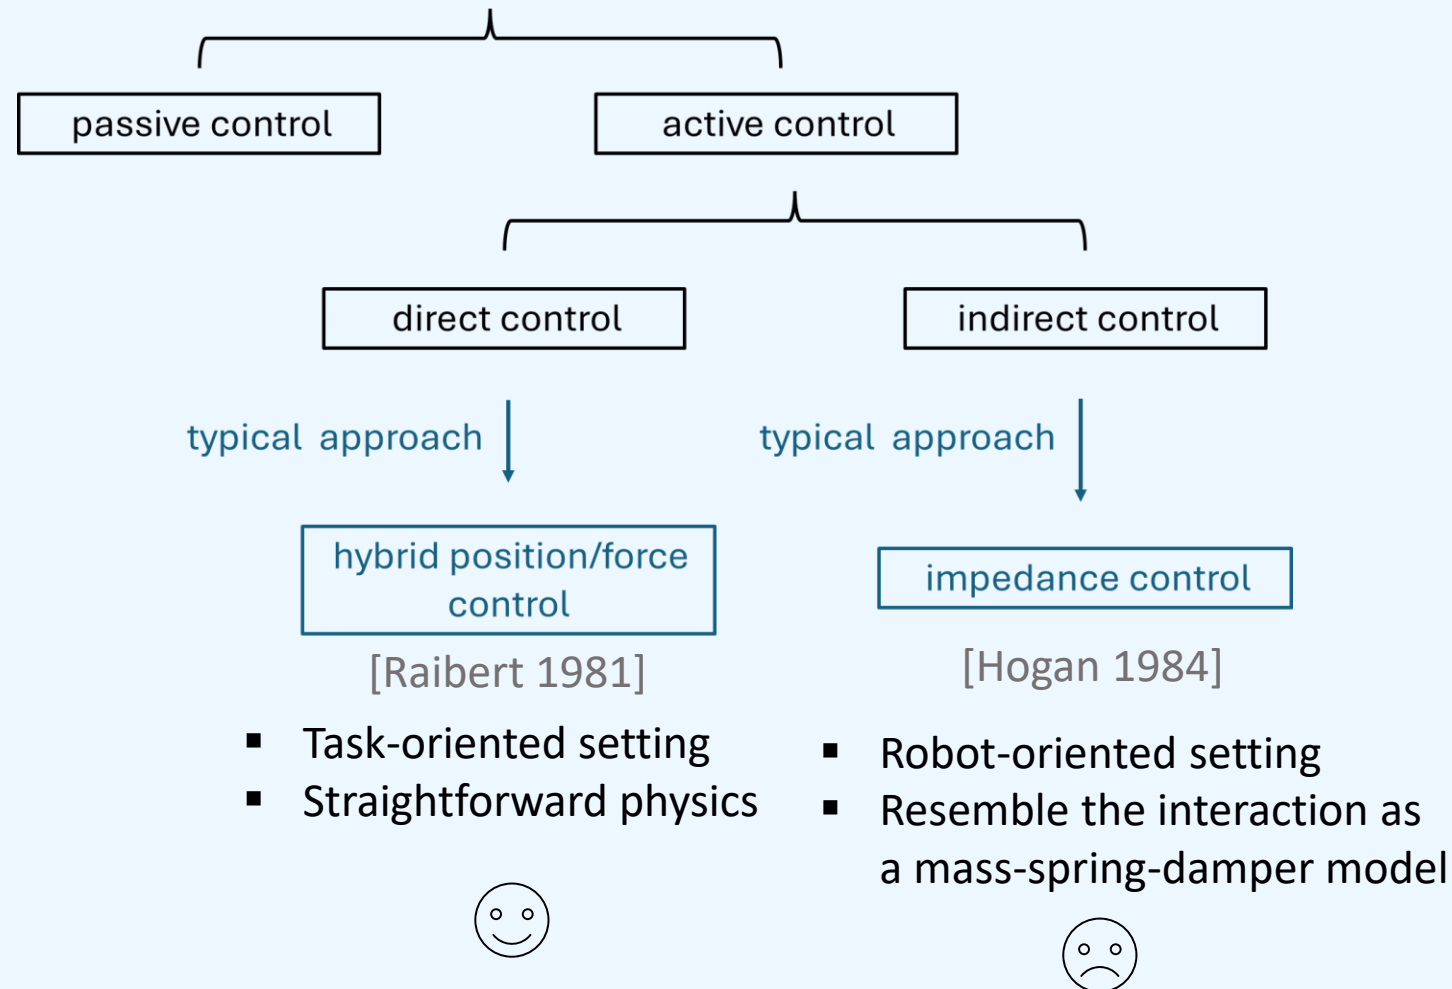 passive control
active control
direct control
indirect control
typical approach
typical approach
hybrid position/force
control
impedance control
[Raibert 1981]
[Hogan 1984]
▪ Task-oriented setting
▪ Straightforward physics
▪ Robot-oriented setting
▪ Resemble the interaction as
a mass-spring-damper model